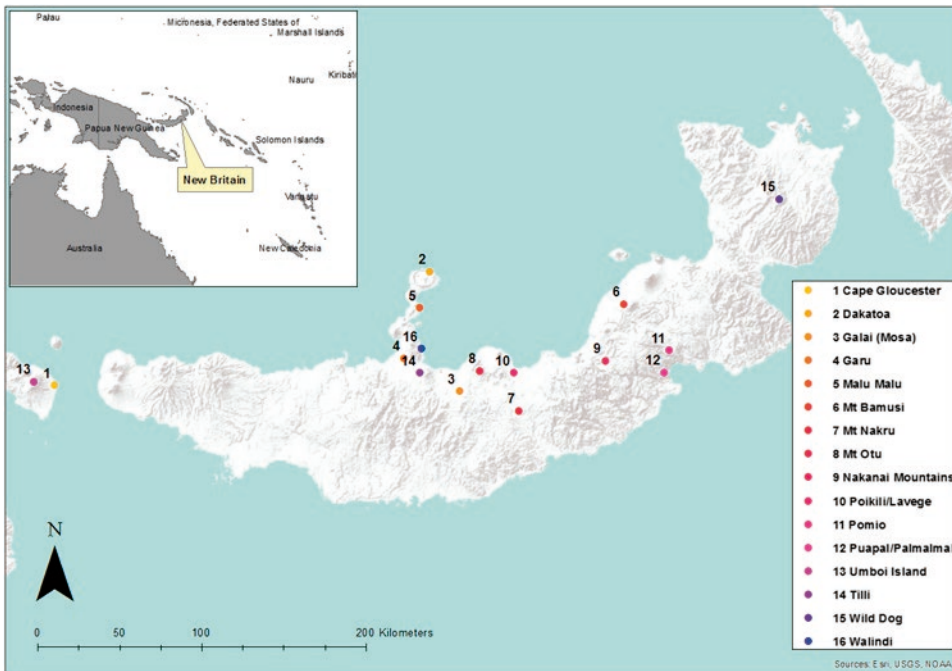 Palau
Micronesia, Federated States of
Marshall Islands
Nauru
Kiribati
Indonesia
Papua New Guinea
Solomon Islands
New Britain
Vanuatu
Australia
New Caledonia
15
2
5
6
16
4
14
8
10
9
11
12
13
1
3
7
1 Cape Gloucester
2 Dakatoa
3 Galai (Mosa)
4 Garu
5 Malu Malu
6 Mt Bamusi
7 Mt Nakru
8 Mt Otu
9 Nakanai Mountains
10 Poikili/Lavege
11 Pomio
12 Puapal/Palmalmal
13 Umboi Island
14 Tilli
15 Wild Dog
16 Walindi
N
0 50 100 200 Kilometers
Sources: Esri, USGS, NOAA